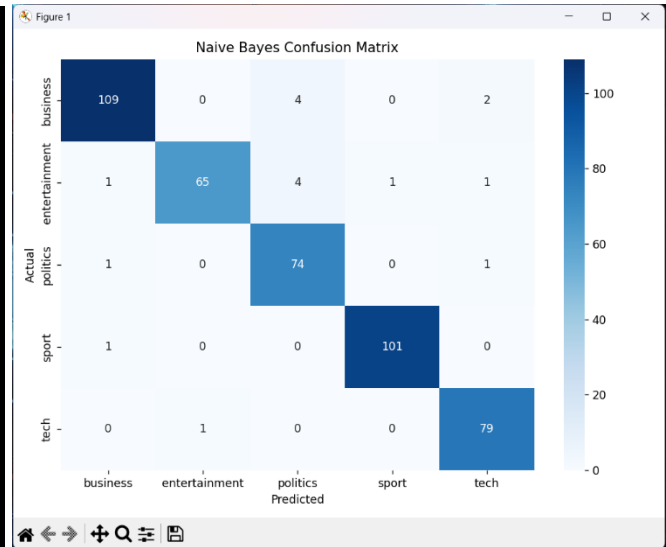 Figure 1
Naive Bayes Confusion Matrix
business 109 0 4 0 2
entertainment 1 65 4 1 1
politics 1 0 74 0 1
sport 1 0 0 101 0
tech 0 1 0 0 79
Actual
business entertainment politics sport tech
Predicted
100
80
60
40
20
0